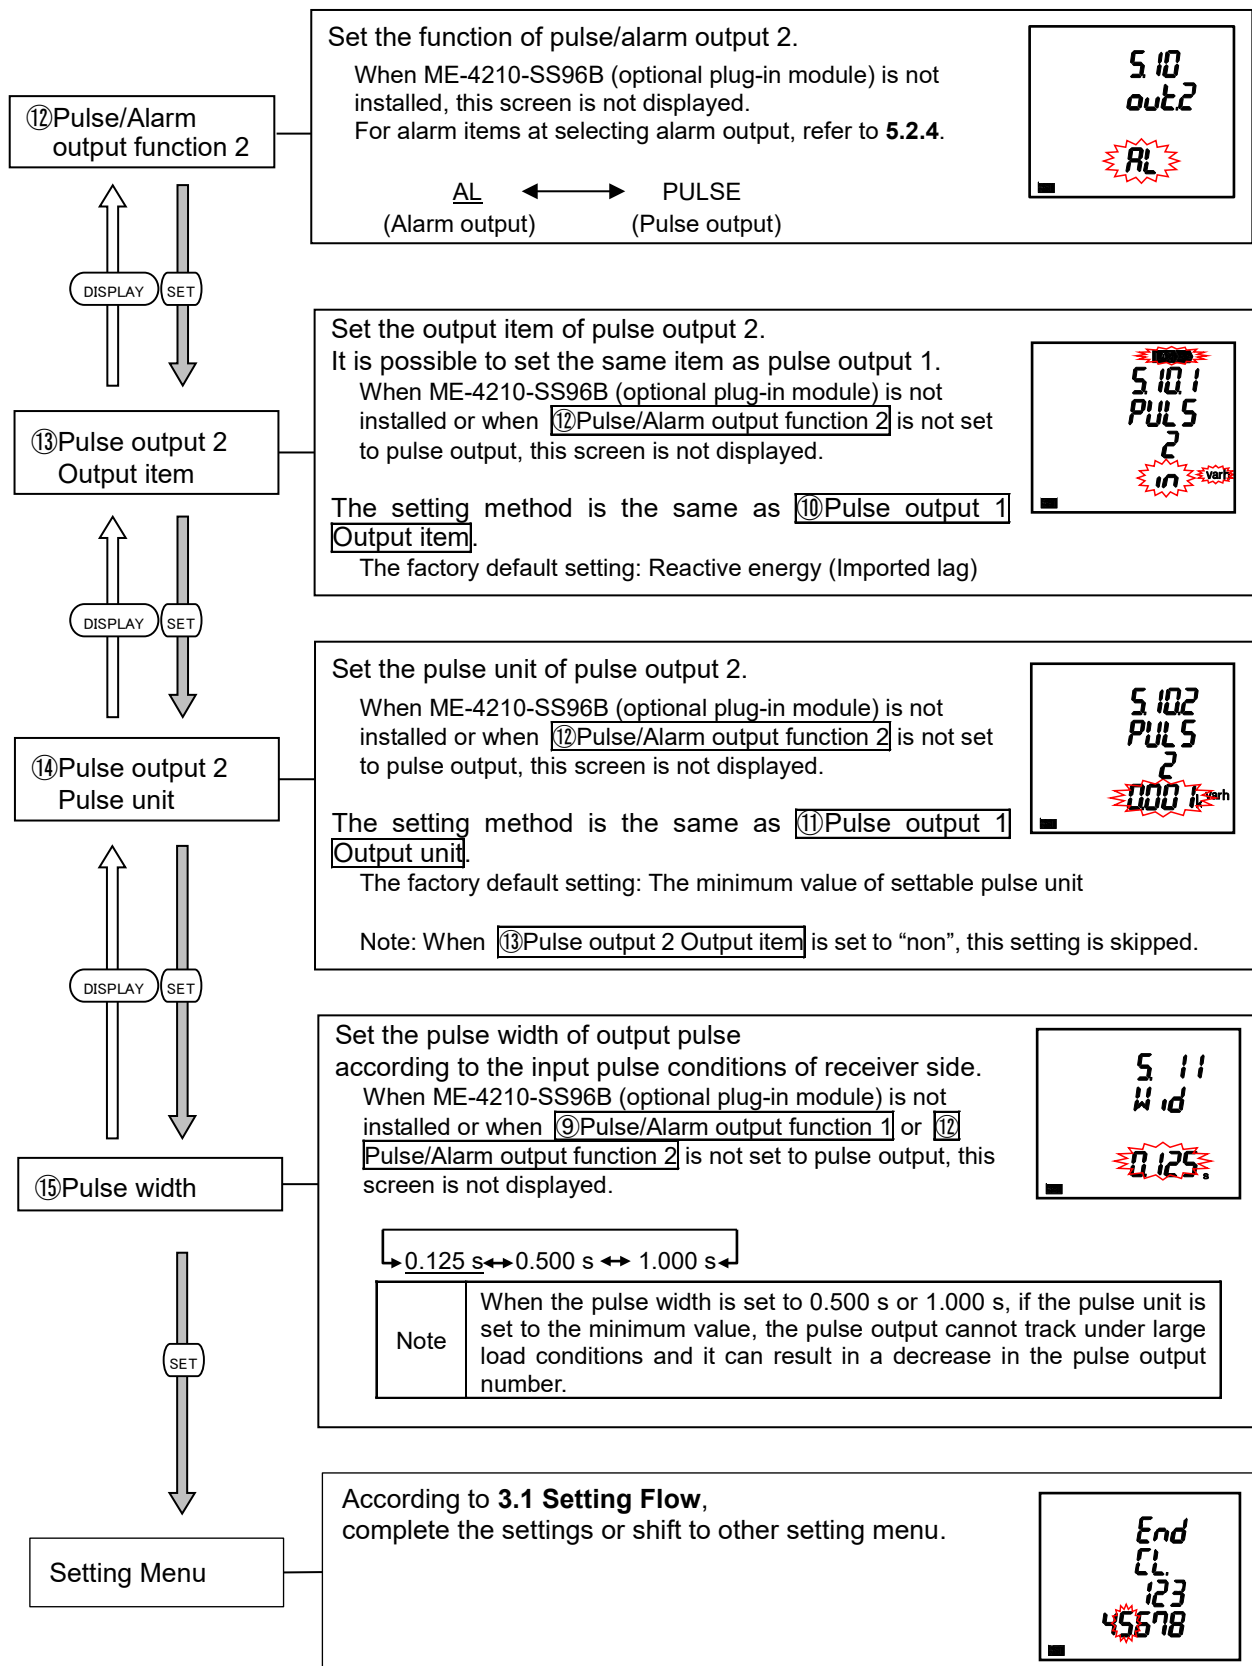 ⑫Pulse/Alarm
output function 2
Set the function of pulse/alarm output 2.
When ME-4210-SS96B (optional plug-in module) is not
installed, this screen is not displayed.
For alarm items at selecting alarm output, refer to 5.2.4.
AL PULSE
(Alarm output) (Pulse output)
5.10
out.2
AL
DISPLAY SET
⑬Pulse output 2
Output item
Set the output item of pulse output 2.
It is possible to set the same item as pulse output 1.
When ME-4210-SS96B (optional plug-in module) is not
installed or when ⑫Pulse/Alarm output function 2 is not set
to pulse output, this screen is not displayed.
The setting method is the same as ⑩Pulse output 1
Output item.
The factory default setting: Reactive energy (Imported lag)
5.10.1
PULS
2
in varh
DISPLAY SET
⑭Pulse output 2
Pulse unit
Set the pulse unit of pulse output 2.
When ME-4210-SS96B (optional plug-in module) is not
installed or when ⑫Pulse/Alarm output function 2 is not set
to pulse output, this screen is not displayed.
The setting method is the same as ⑪Pulse output 1
Output unit.
The factory default setting: The minimum value of settable pulse unit
Note: When ⑬Pulse output 2 Output item is set to “non”, this setting is skipped.
5.10.2
PULS
2
0.001k varh
DISPLAY SET
⑮Pulse width
Set the pulse width of output pulse
according to the input pulse conditions of receiver side.
When ME-4210-SS96B (optional plug-in module) is not
installed or when ⑨Pulse/Alarm output function 1 or ⑫
Pulse/Alarm output function 2 is not set to pulse output, this
screen is not displayed.
0.125 s 0.500 s 1.000 s
Note
When the pulse width is set to 0.500 s or 1.000 s, if the pulse unit is
set to the minimum value, the pulse output cannot track under large
load conditions and it can result in a decrease in the pulse output
number.
5.11
Wid
0.125 s
SET
Setting Menu
According to 3.1 Setting Flow,
complete the settings or shift to other setting menu.
End
CL.
123
45678